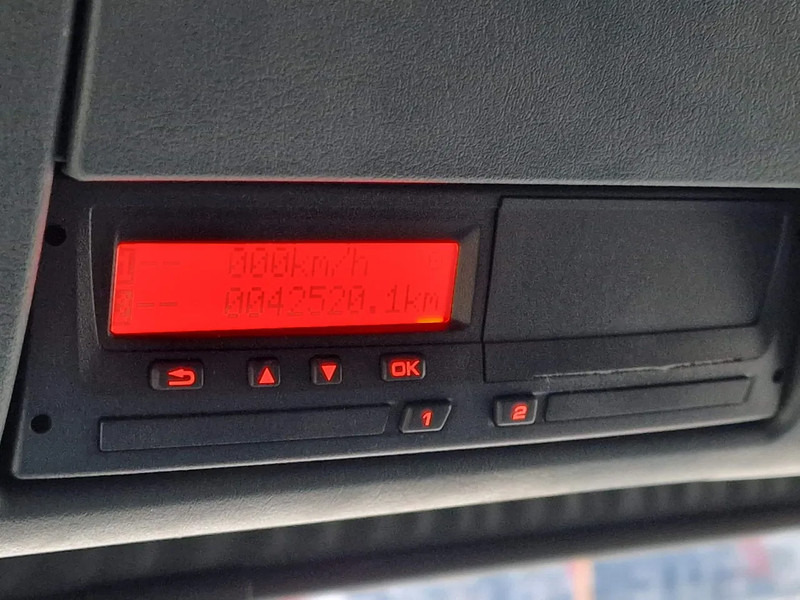 -- 000km/h
-- 0042520.1km
▲ ▼ OK
1 2